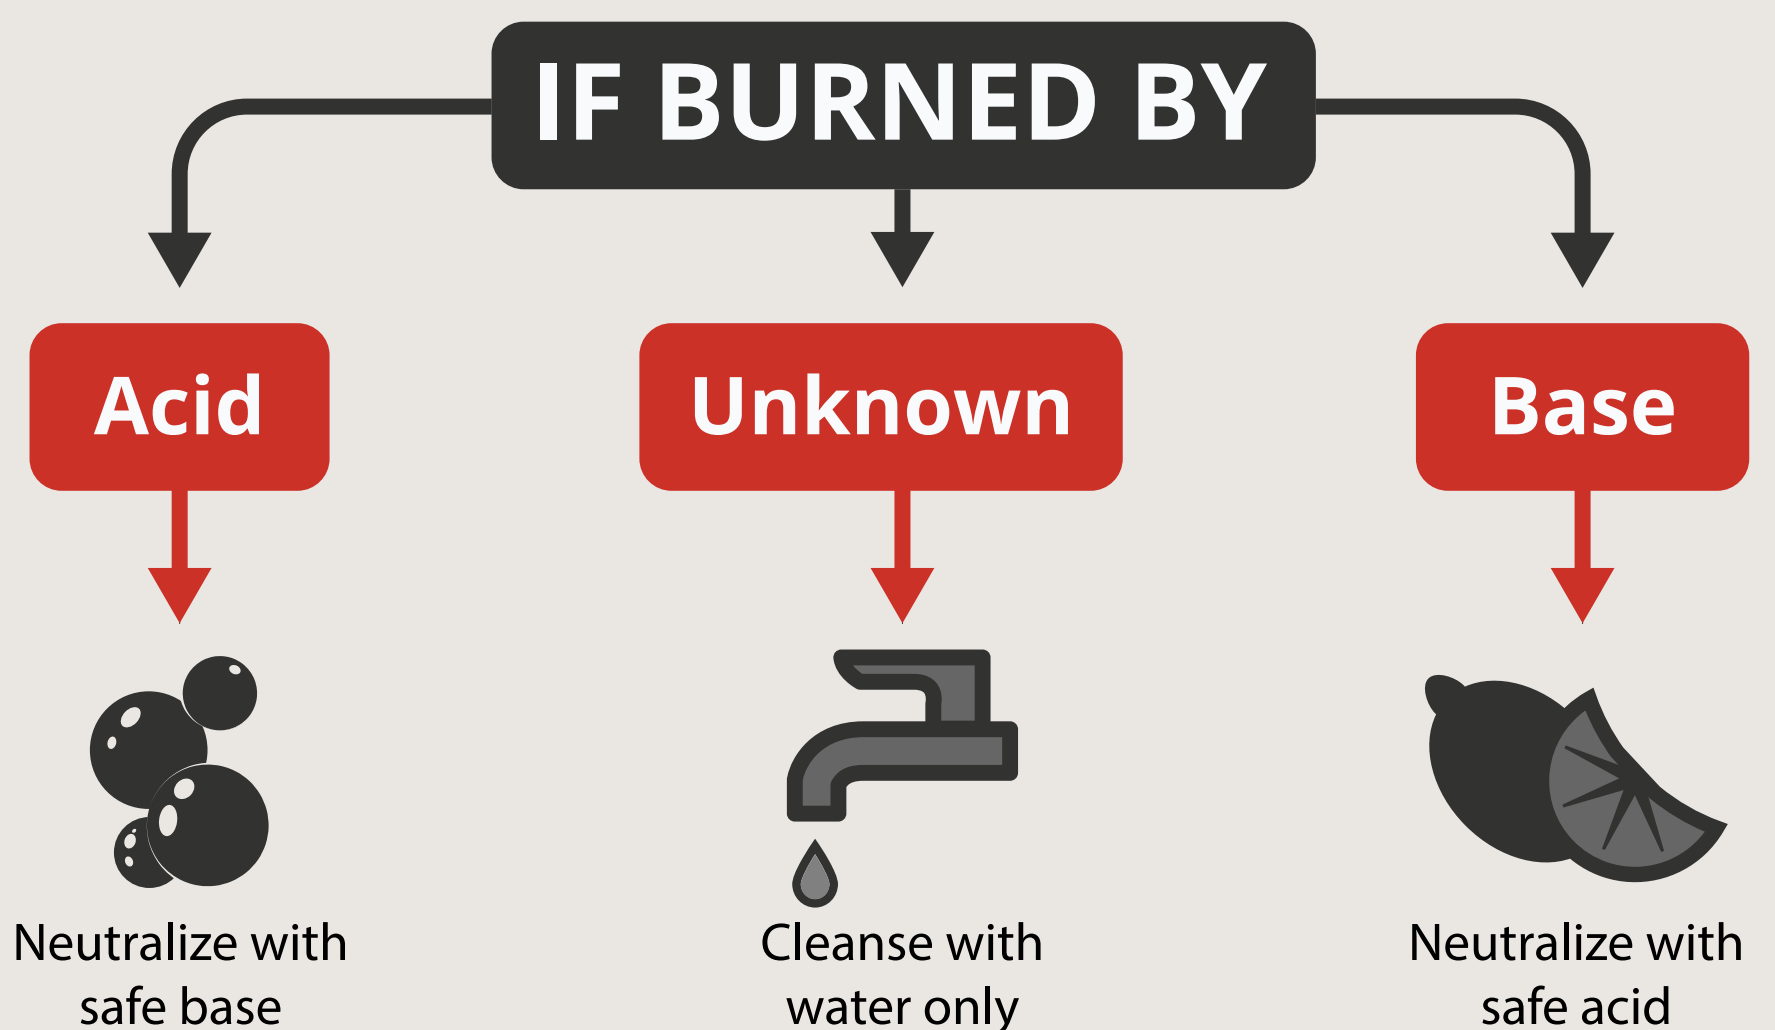 IF BURNED BY
Acid
Unknown
Base
Neutralize with
safe base
Cleanse with
water only
Neutralize with
safe acid